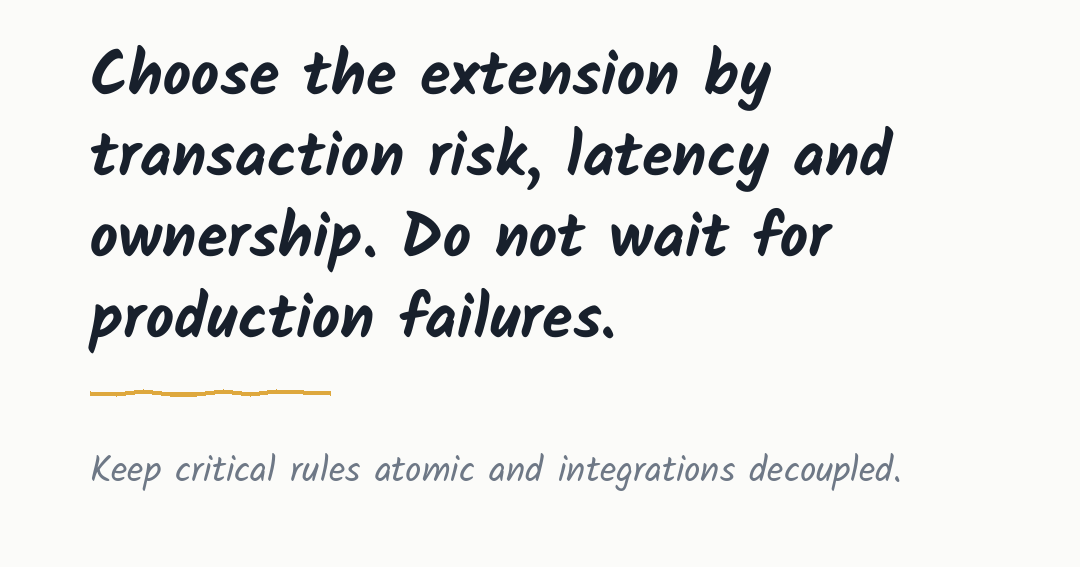 Choose the extension by
transaction risk, latency and
ownership. Do not wait for
production failures.
Keep critical rules atomic and integrations decoupled.